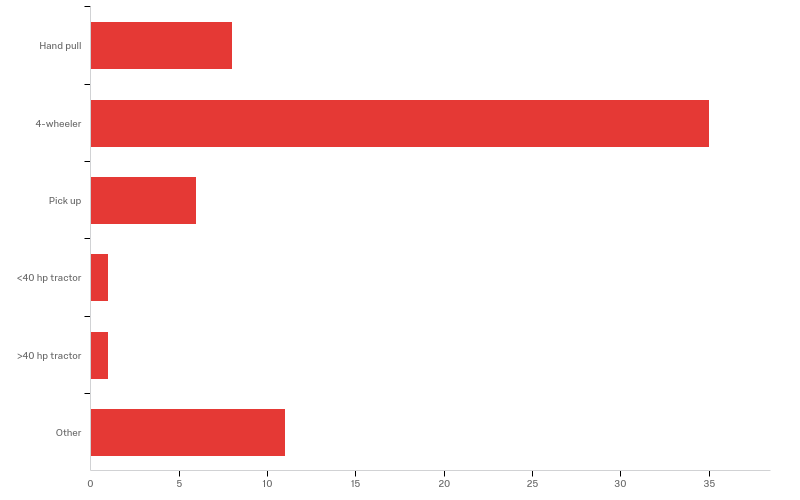 Hand pull
4-wheeler
Pick up
<40 hp tractor
>40 hp tractor
Other
0 5 10 15 20 25 30 35